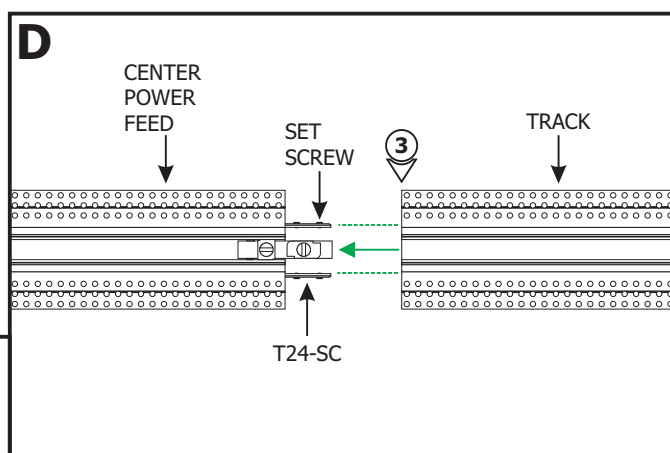 D
CENTER
POWER
FEED
SET
SCREW
3
TRACK
T24-SC